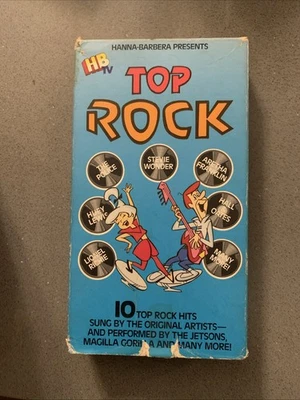 HANNA-BARBERA PRESENTS
HB
TV
TOP
ROCK
THE
POLICE
STEVIE
WONDER
ARETHA
FRANKLIN
HUEY
LEWIS
HALL
OATES
LIONEL
RICHIE
MANY
MORE!
10 TOP ROCK HITS
SUNG BY THE ORIGINAL ARTISTS—
AND PERFORMED BY THE JETSONS,
MAGILLA GORILLA AND MANY MORE!